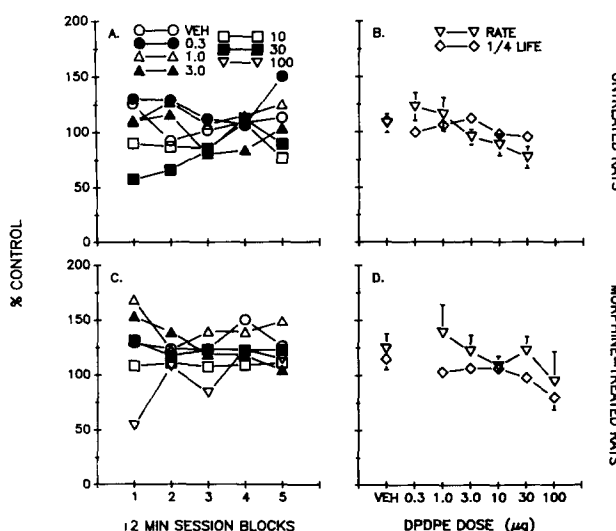 A.
VEH
0.3
1.0
3.0
10
30
100
B.
RATE
1/4 LIFE
200
150
100
50
0
% CONTROL
C.
D.
200
150
100
50
0
MORPHINE-TREATED RATS
1 2 3 4 5
VEH 0.3 1.0 3.0 10 30 100
12 MIN SESSION BLOCKS
DPDPE DOSE (µg)